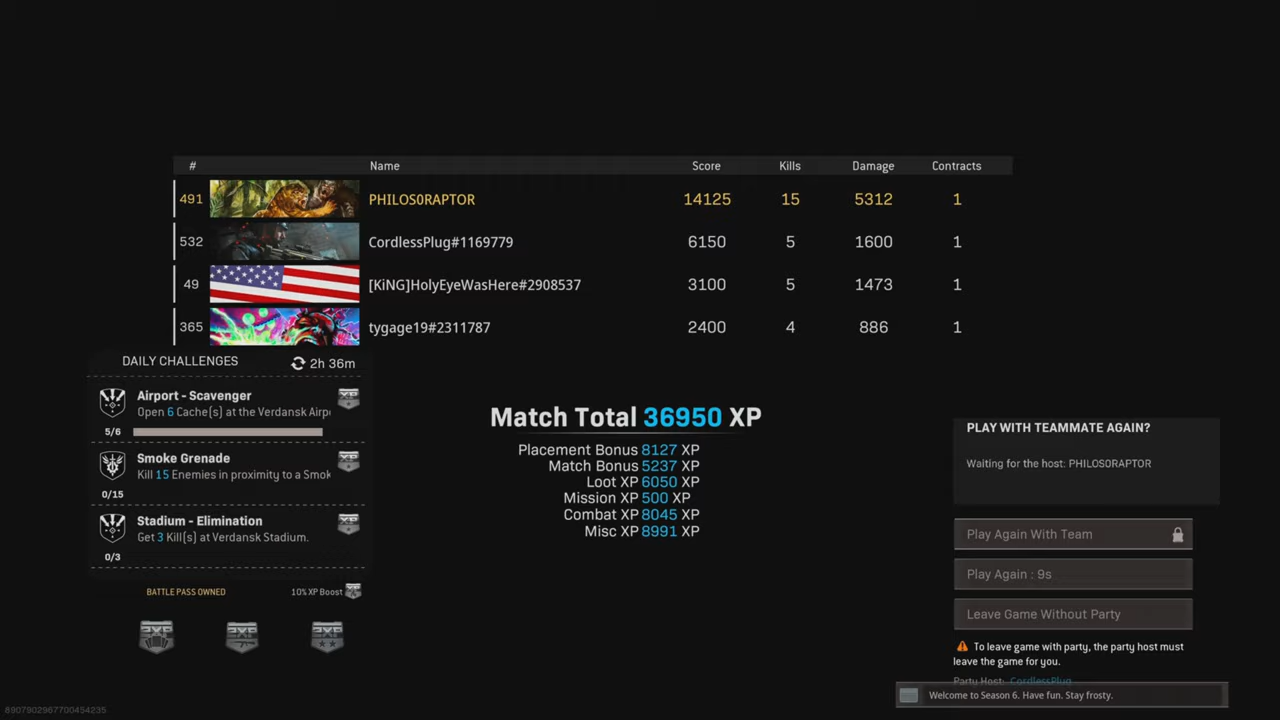 # Name Score Kills Damage Contracts
491 PHILOS0RAPTOR 14125 15 5312 1
532 CordlessPlug#1169779 6150 5 1600 1
49 [KiNG]HolyEyeWasHere#2908537 3100 5 1473 1
365 tygage19#2311787 2400 4 886 1
DAILY CHALLENGES 2h 36m
Airport - Scavenger
Open 6 Cache(s) at the Verdansk Airp
5/6
Smoke Grenade
Kill 15 Enemies in proximity to a Smok
0/15
Stadium - Elimination
Get 3 Kill(s) at Verdansk Stadium.
0/3
BATTLE PASS OWNED 10% XP Boost
Match Total 36950 XP
Placement Bonus 8127 XP
Match Bonus 5237 XP
Loot XP 6050 XP
Mission XP 500 XP
Combat XP 8045 XP
Misc XP 8991 XP
PLAY WITH TEAMMATE AGAIN?
Waiting for the host: PHILOS0RAPTOR
Play Again With Team
Play Again : 9s
Leave Game Without Party
To leave game with party, the party host must
leave the game for you.
Party Host: CordlessPlug
Welcome to Season 6. Have fun. Stay frosty.
8907902967700454235